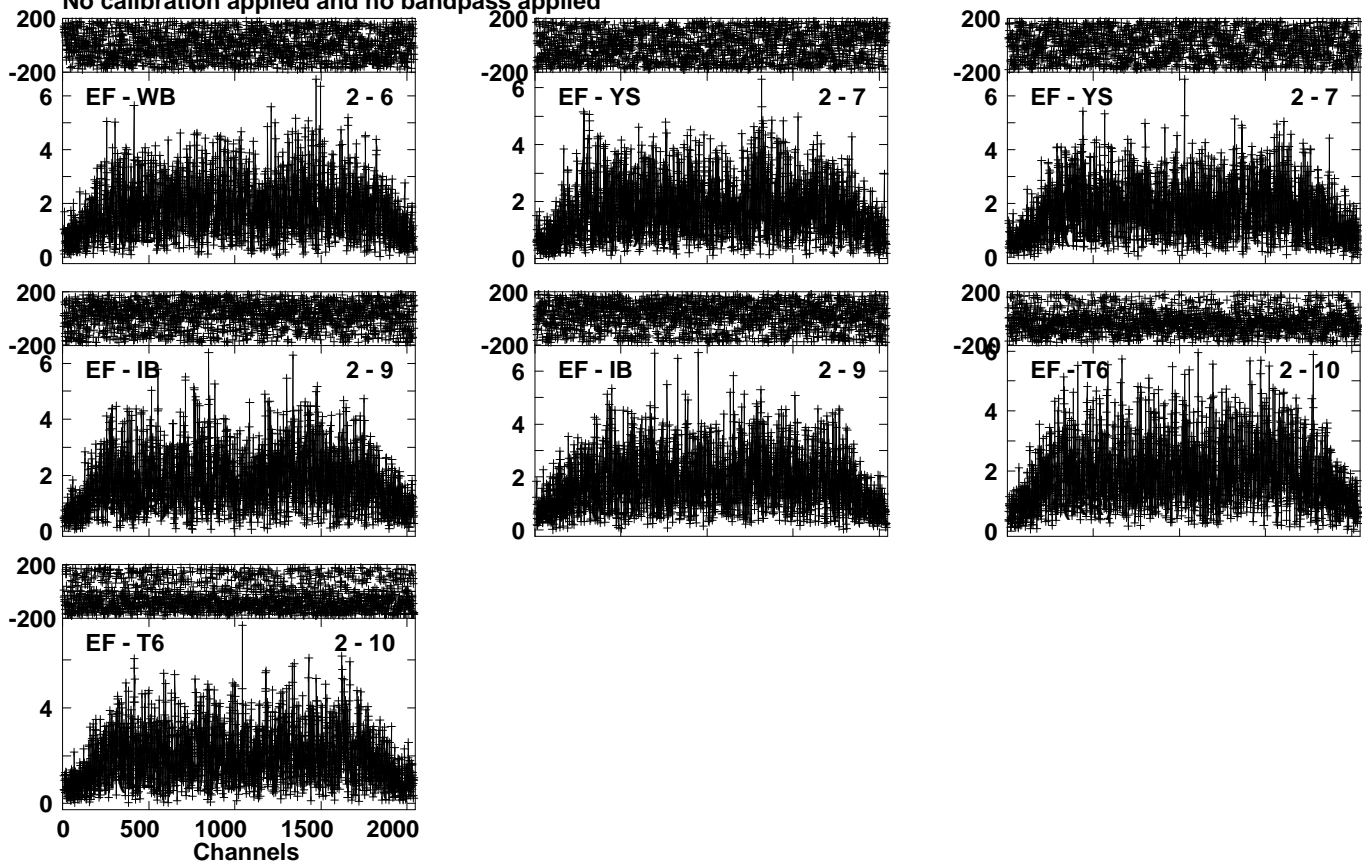 No calibration applied and no bandpass applied
200 200 200
-200 -200 -200
EF - WB 2 - 6 EF - YS 2 - 7 EF - YS 2 - 7
6 6 6
4 4 4
2 2 2
0 0 0
200 200 200
-200 -200 -200
6 6 6
EF - IB 2 - 9 EF - IB 2 - 9 EF - T6 2 - 10
4 4 4
2 2 2
0 0 0
200
-200
EF - T6 2 - 10
4
0
0 500 1000 1500 2000
Channels